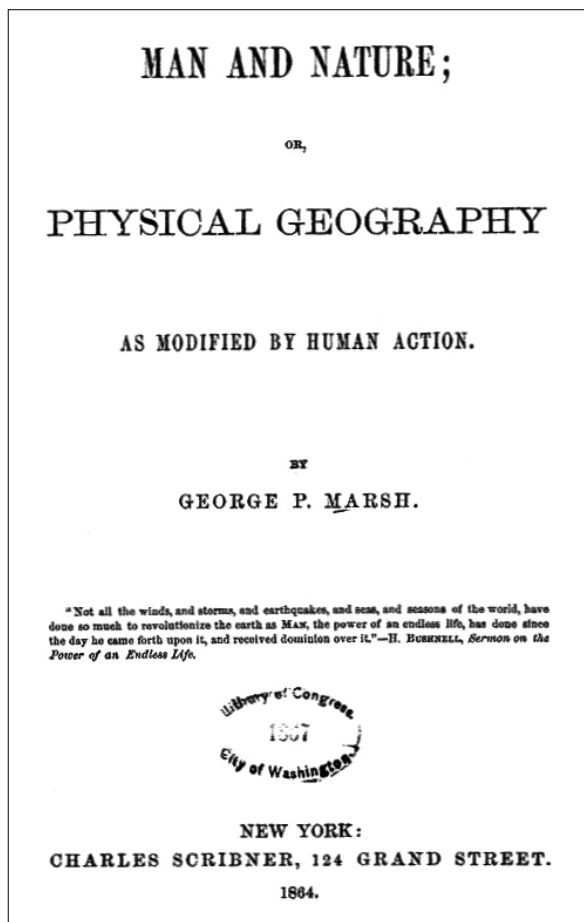 MAN AND NATURE;
OR,
PHYSICAL GEOGRAPHY
AS MODIFIED BY HUMAN ACTION.
BY
GEORGE P. MARSH.
"Not all the winds, and storms, and earthquakes, and seas, and seasons of the world, have
done so much to revolutionize the earth as MAN, the power of an endless life, has done since
the day he came forth upon it, and received dominion over it."—H. BUSHNELL, Sermon on the
Power of an Endless Life.
Library of Congress
1867
City of Washington
NEW YORK:
CHARLES SCRIBNER, 124 GRAND STREET.
1864.